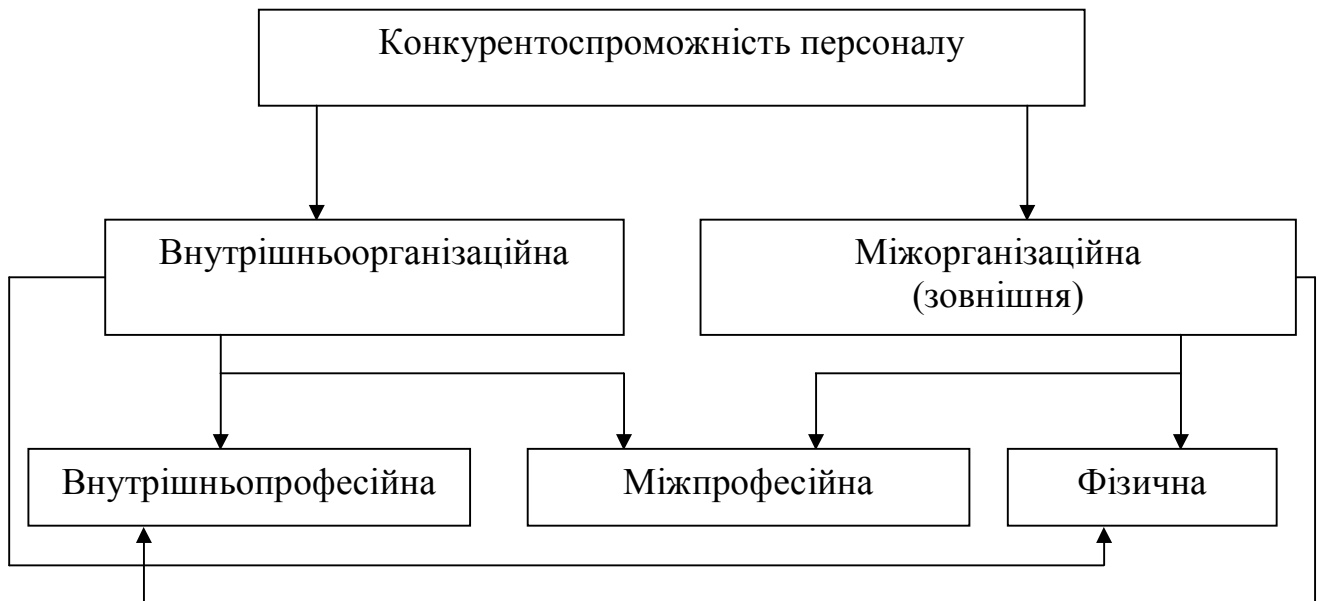 Конкурентоспроможність персоналу
Внутрішньоорганізаційна
Міжорганізаційна
(зовнішня)
Внутрішньопрофесійна
Міжпрофесійна
Фізична